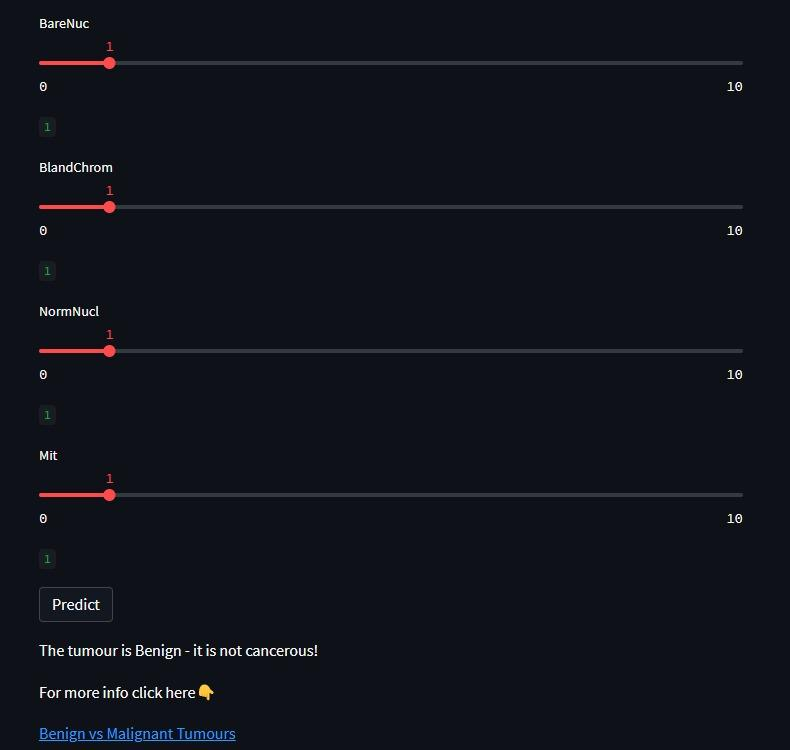 BareNuc
1
0 10
1
BlandChrom
1
0 10
1
NormNucl
1
0 10
1
Mit
1
0 10
1
Predict
The tumour is Benign - it is not cancerous!
For more info click here👇
Benign vs Malignant Tumours